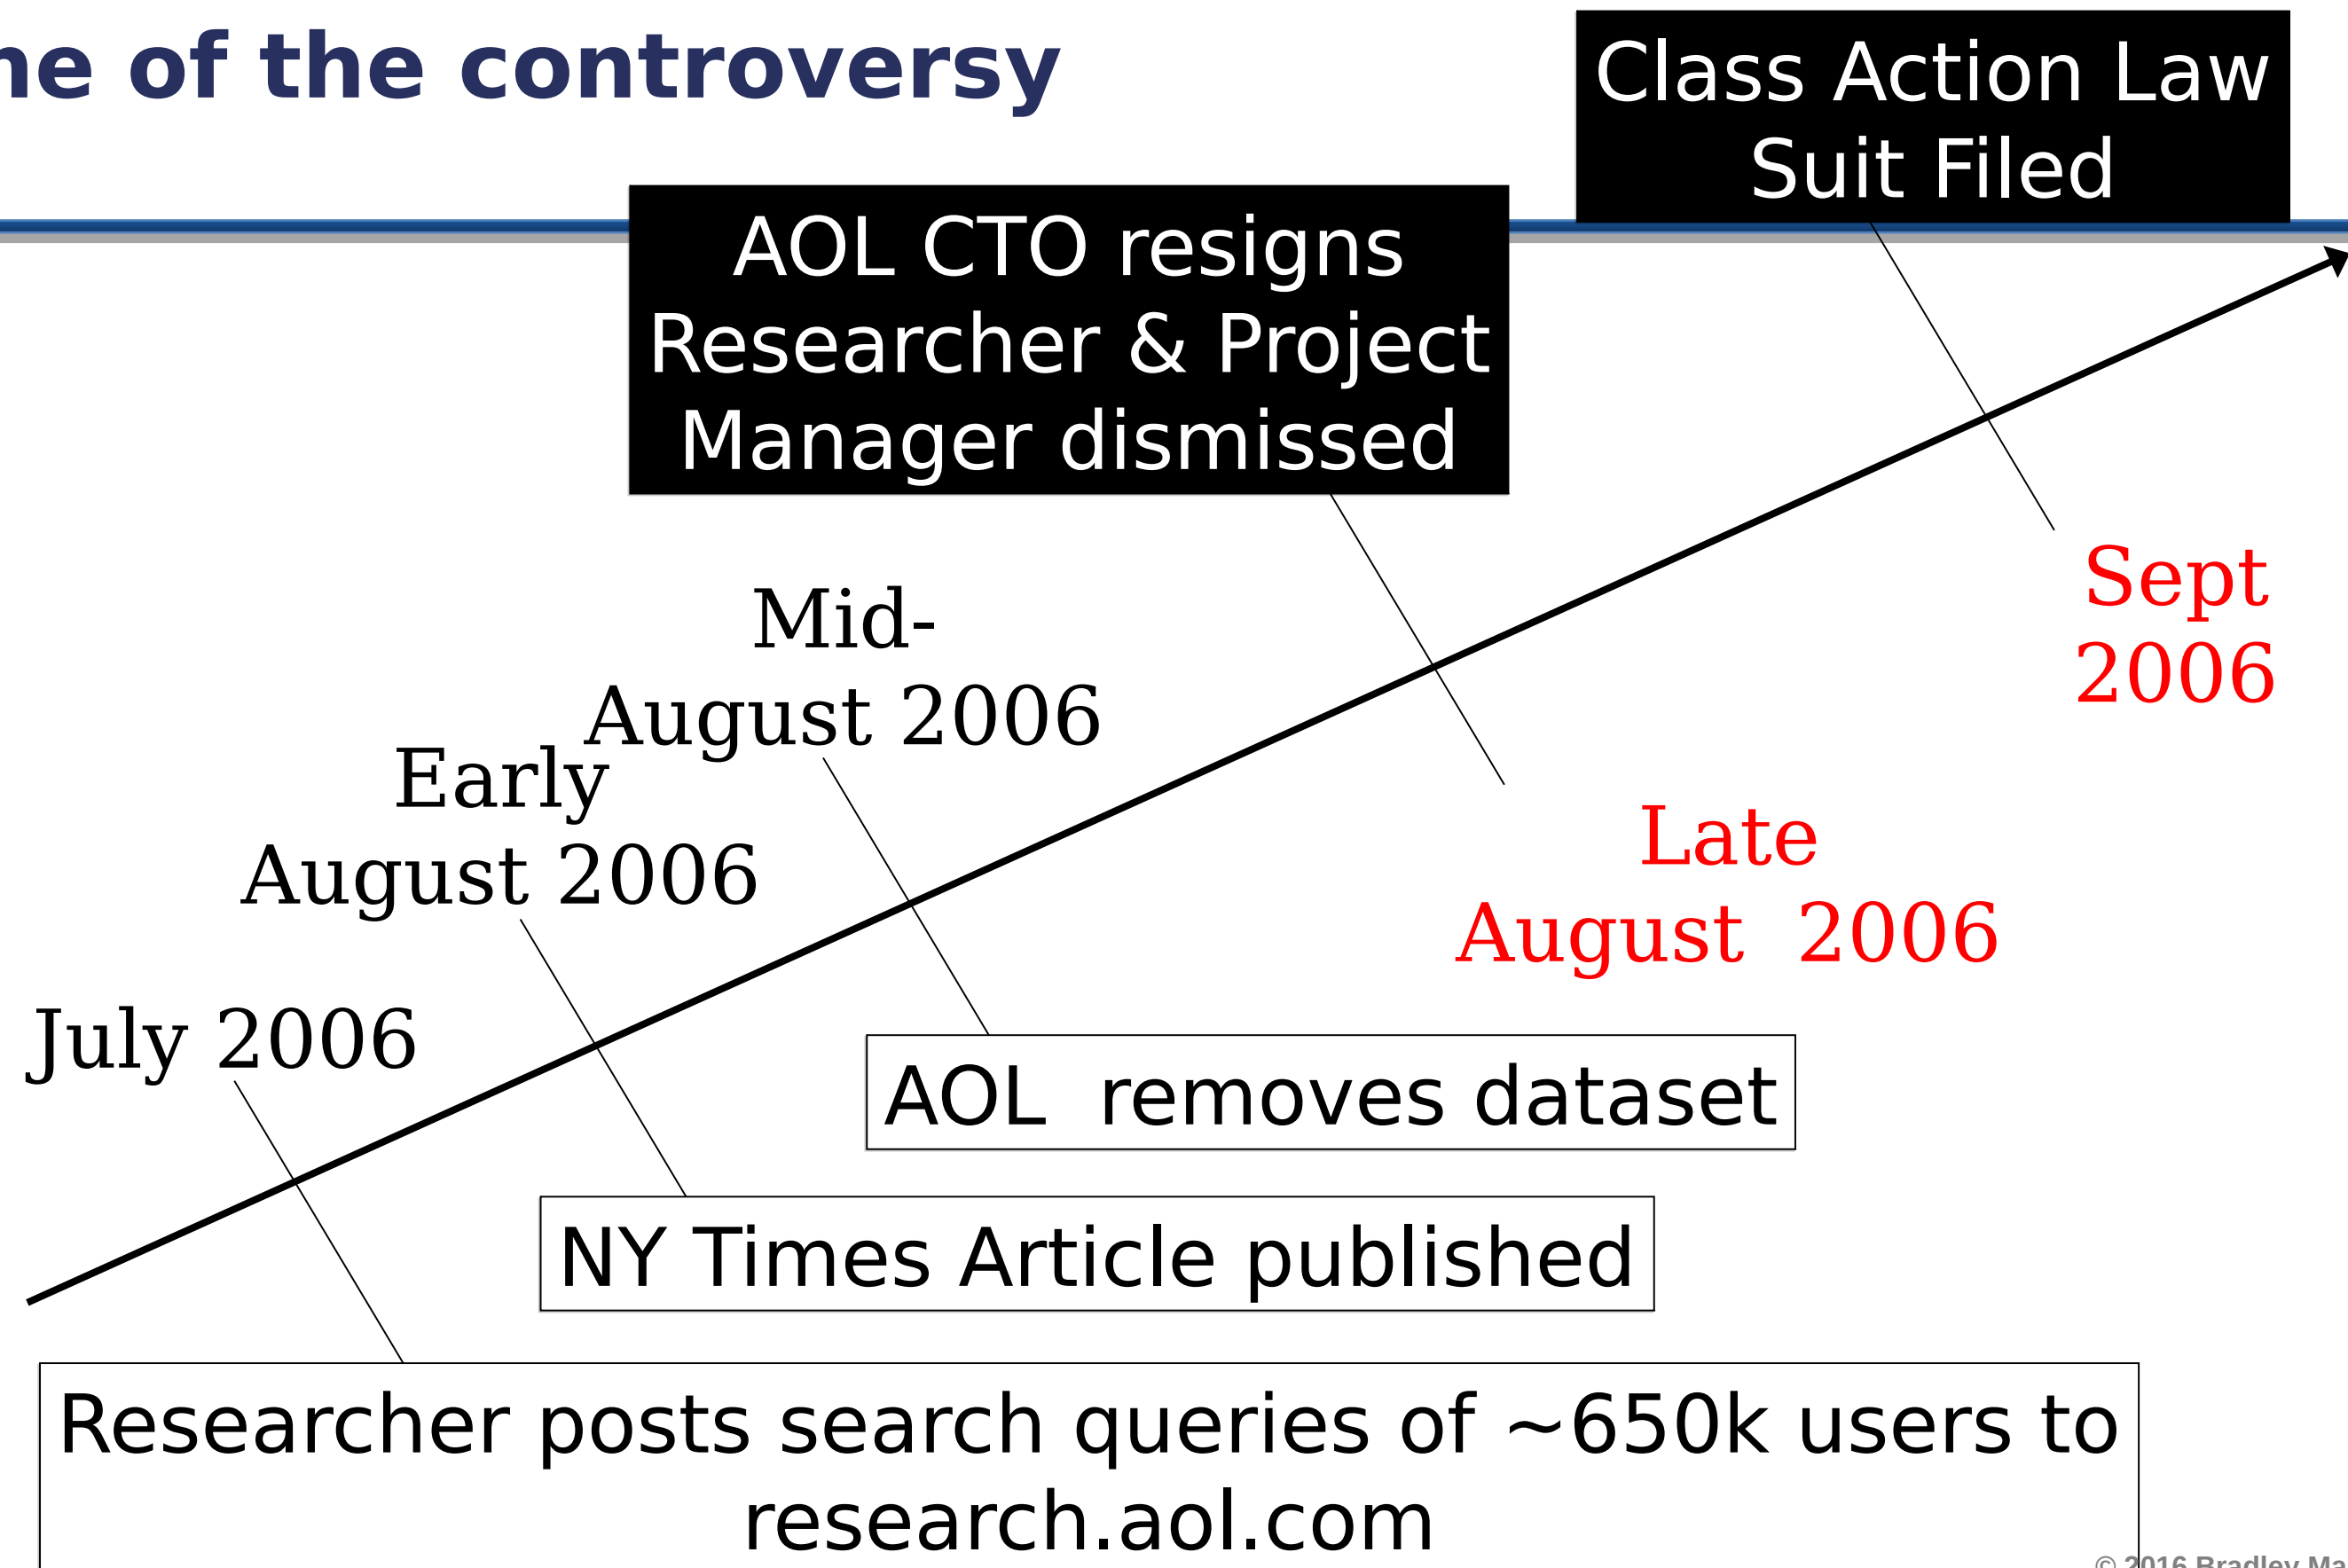 of the controversy
Class Action Law
Suit Filed
AOL CTO resigns
Researcher & Project
Manager dismissed
Mid-
August 2006
Early
August 2006
July 2006
Sept
2006
Late
August 2006
AOL removes dataset
NY Times Article published
Researcher posts search queries of ~650k users to
research.aol.com
© 2016 Bradley